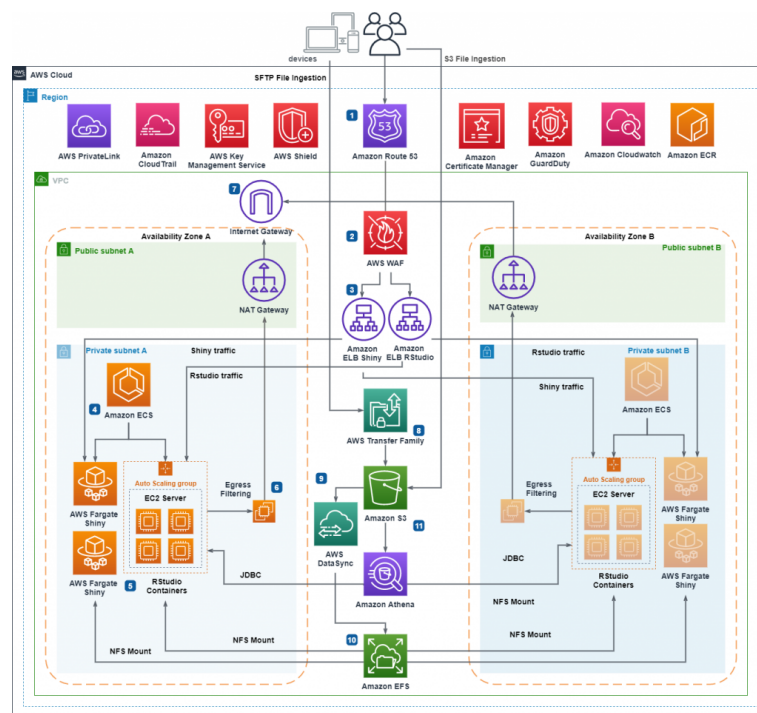 devices
S3 File Ingestion
aws
AWS Cloud
SFTP File Ingestion
Region
1
53
AWS PrivateLink
Amazon
CloudTrail
AWS Key
Management Service
AWS Shield
Amazon Route 53
Amazon
Certificate Manager
Amazon
GuardDuty
Amazon Cloudwatch
Amazon ECR
VPC
7
Internet Gateway
Availability Zone A
2
AWS WAF
Availability Zone B
Public subnet A
Public subnet B
NAT Gateway
NAT Gateway
3
Amazon
ELB Shiny
Amazon
ELB RStudio
Private subnet A
Shiny traffic
Rstudio traffic
Rstudio traffic
Private subnet B
Shiny traffic
4
Amazon ECS
Amazon ECS
8
AWS Transfer Family
Auto Scaling group
EC2 Server
AWS Fargate
Shiny
Egress
Filtering
6
9
Amazon S3
11
Egress
Filtering
Auto Scaling group
EC2 Server
AWS Fargate
Shiny
AWS
DataSync
JDBC
JDBC
AWS Fargate
Shiny
5
RStudio
Containers
Amazon Athena
RStudio
Containers
AWS Fargate
Shiny
NFS Mount
NFS Mount
NFS Mount
NFS Mount
10
Amazon EFS